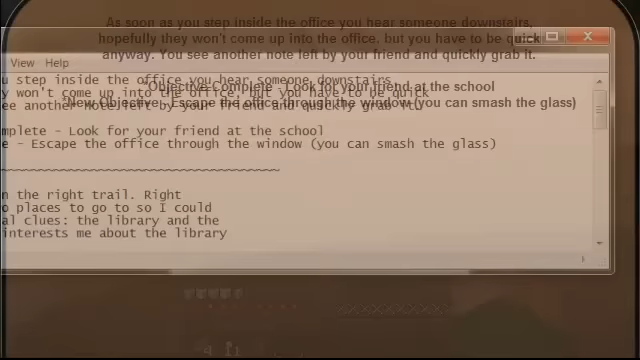 As soon as you step inside the office you hear someone downstairs,
hopefully they won't come up into the office, but you have to be quick
anyway. You see another note left by your friend and quickly grab it.
*Objective Complete - Look for your friend at the school
*New Objective - Escape the office through the window (you can smash the glass)
View Help
u step inside the office you hear someone downstairs
y won't come up into the office, but you have to be quick
ee another note left by your friend and quickly grab it.
mplete - Look for your friend at the school
e - Escape the office through the window (you can smash the glass)
~~~~~~~~~~~~~~~~~~~~~~~~~~~~~~~~~~~~~~~
n the right trail. Right
o places to go to so I could
al clues: the library and the
interests me about the library